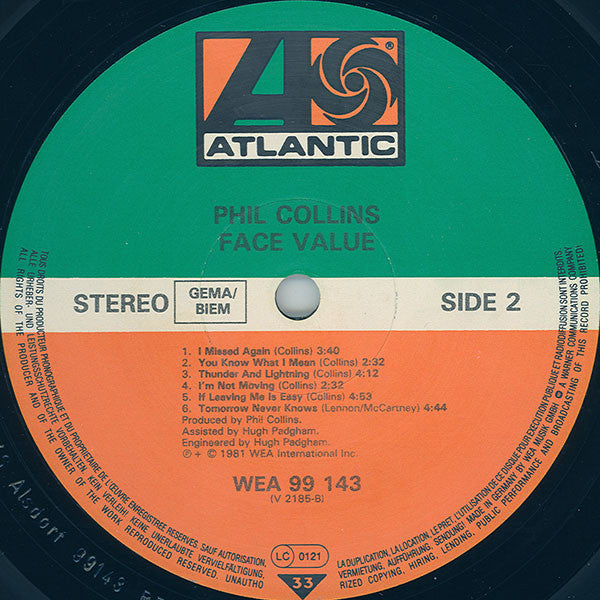 ATLANTIC
®
PHIL COLLINS
FACE VALUE
STEREO
GEMA/
BIEM
SIDE 2
1. I Missed Again (Collins) 3:40
2. You Know What I Mean (Collins) 2:32
3. Thunder And Lightning (Collins) 4:12
4. I'm Not Moving (Collins) 2:32
5. If Leaving Me Is Easy (Collins) 4:53
6. Tomorrow Never Knows (Lennon/McCartney) 4:44
Produced by Phil Collins.
Assisted by Hugh Padgham.
Engineered by Hugh Padgham.
℗ + © 1981 WEA International Inc.
WEA 99 143
(V 2185-B)
LC 0121
33
TOUS DROITS DU PRODUCTEUR PHONOGRAPHIQUE ET DU PROPRIETAIRE DE L'ŒUVRE ENREGISTREE RESERVES, SAUF AUTORISATION,
LA DUPLICATION, LA LOCATION, LE PRET, L'UTILISATION DE CE DISQUE POUR EXECUTION PUBLIQUE ET RADIODIFFUSION SONT INTERDITS.
ALLE URHEBER- UND LEISTUNGSSCHUTZRECHTE VORBEHALTEN. KEIN VERLEIH! KEINE UNERLAUBTE VERVIELFÄLTIGUNG,
VERMIETUNG, AUFFÜHRUNG, SENDUNG! MADE IN GERMANY BY WEA MUSIK GMBH A WARNER COMMUNICATIONS COMPANY
ALL RIGHTS OF THE PRODUCER AND OF THE OWNER OF THE WORK REPRODUCED RESERVED. UNAUTHO
RIZED COPYING, HIRING, LENDING, PUBLIC PERFORMANCE AND BROADCASTING OF THIS RECORD PROHIBITED!
Alsdorf 99143